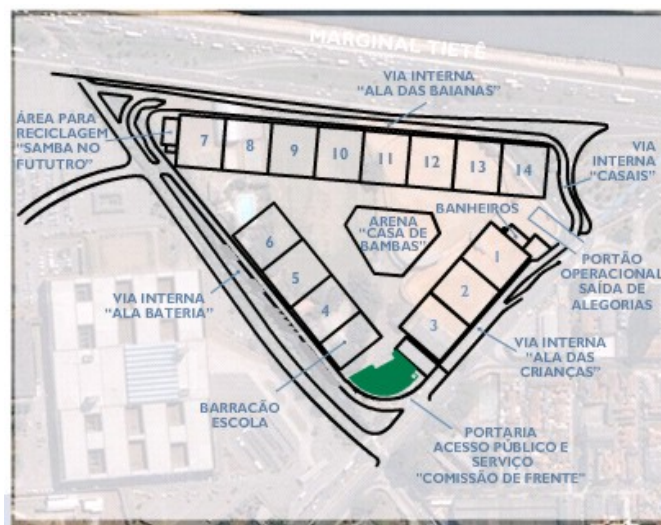 MARGINAL TIETÊ
VIA INTERNA
"ALA DAS BAIANAS"
ÁREA PARA
RECICLAGEM
"SAMBA NO
FUTUTRO"
VIA
INTERNA
"CASAIS"
7
8
9
10
11
12
13
14
BANHEIROS
ARENA
"CASA DE
BAMBAS"
6
5
4
1
2
3
PORTÃO
OPERACIONAL
SAÍDA DE
ALEGORIAS
VIA INTERNA
"ALA BATERIA"
VIA INTERNA
"ALA DAS
CRIANÇAS"
BARRACÃO
ESCOLA
PORTARIA
ACESSO PÚBLICO E
SERVIÇO
"COMISSÃO DE FRENTE"